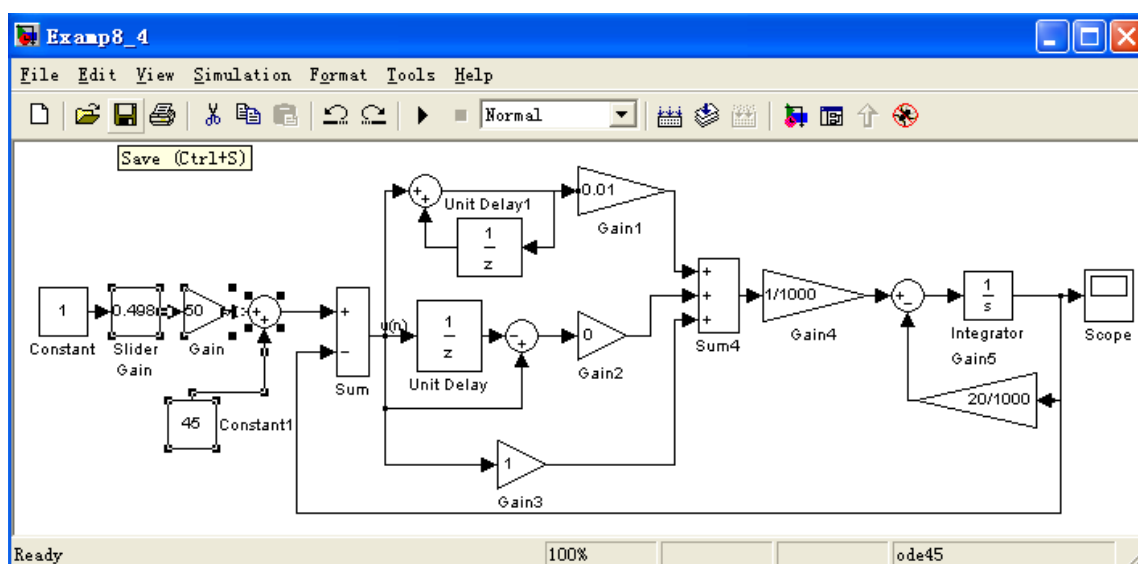 Examp8_4
File Edit View Simulation Format Tools Help
Normal
Save (Ctrl+S)
+
+
Unit Delay1
1
z
0.01
Gain1
1
Constant
0.498
Slider
Gain
50
Gain
+
+
45
Constant1
+
−
Sum
u(n)
1
z
Unit Delay
−
+
0
Gain2
1
Gain3
+
+
+
Sum4
1/1000
Gain4
+
−
1
s
Integrator
Gain5
20/1000
Scope
Ready 100% ode45